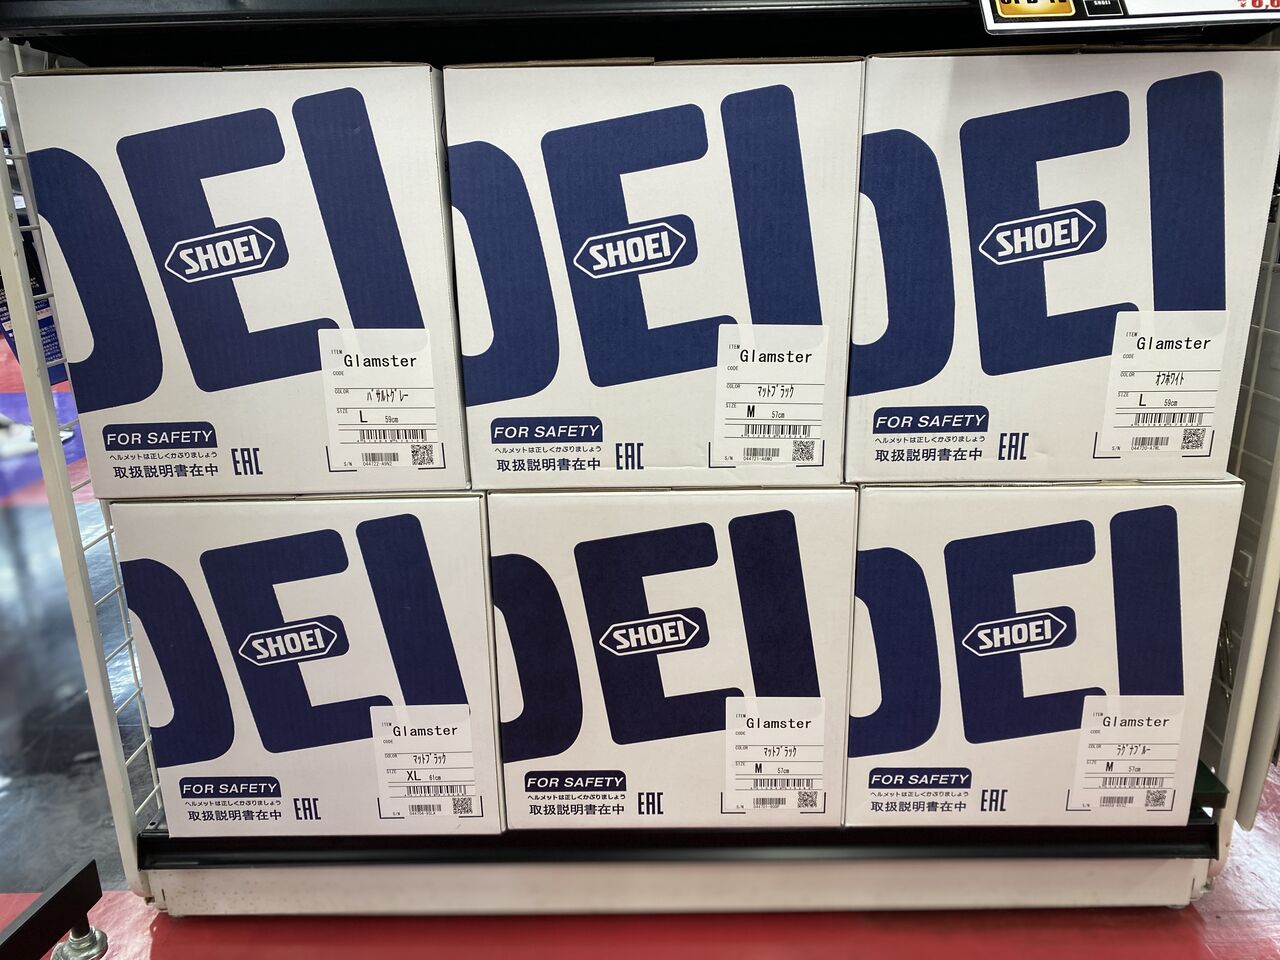 SHOEI
OEI
SHOEI
ITEM
Glamster
CODE
COLOR
バサルトグレー
SIZE
L 59cm
S/N
FOR SAFETY
ヘルメットは正しくかぶりましょう
取扱説明書在中
EAC
OEI
SHOEI
ITEM
Glamster
CODE
COLOR
マットブラック
SIZE
M 57cm
S/N
FOR SAFETY
ヘルメットは正しくかぶりましょう
取扱説明書在中
EAC
OEI
SHOEI
ITEM
Glamster
CODE
COLOR
オフホワイト
SIZE
L 59cm
S/N
FOR SAFETY
ヘルメットは正しくかぶりましょう
取扱説明書在中
EAC
OEI
SHOEI
ITEM
Glamster
CODE
COLOR
マットブラック
SIZE
XL 61cm
S/N
FOR SAFETY
ヘルメットは正しくかぶりましょう
取扱説明書在中
EAC
OEI
SHOEI
ITEM
Glamster
CODE
COLOR
マットブラック
SIZE
M 57cm
S/N
FOR SAFETY
ヘルメットは正しくかぶりましょう
取扱説明書在中
EAC
OEI
SHOEI
ITEM
Glamster
CODE
COLOR
ラグナブルー
SIZE
M 57cm
S/N
FOR SAFETY
ヘルメットは正しくかぶりましょう
取扱説明書在中
EAC